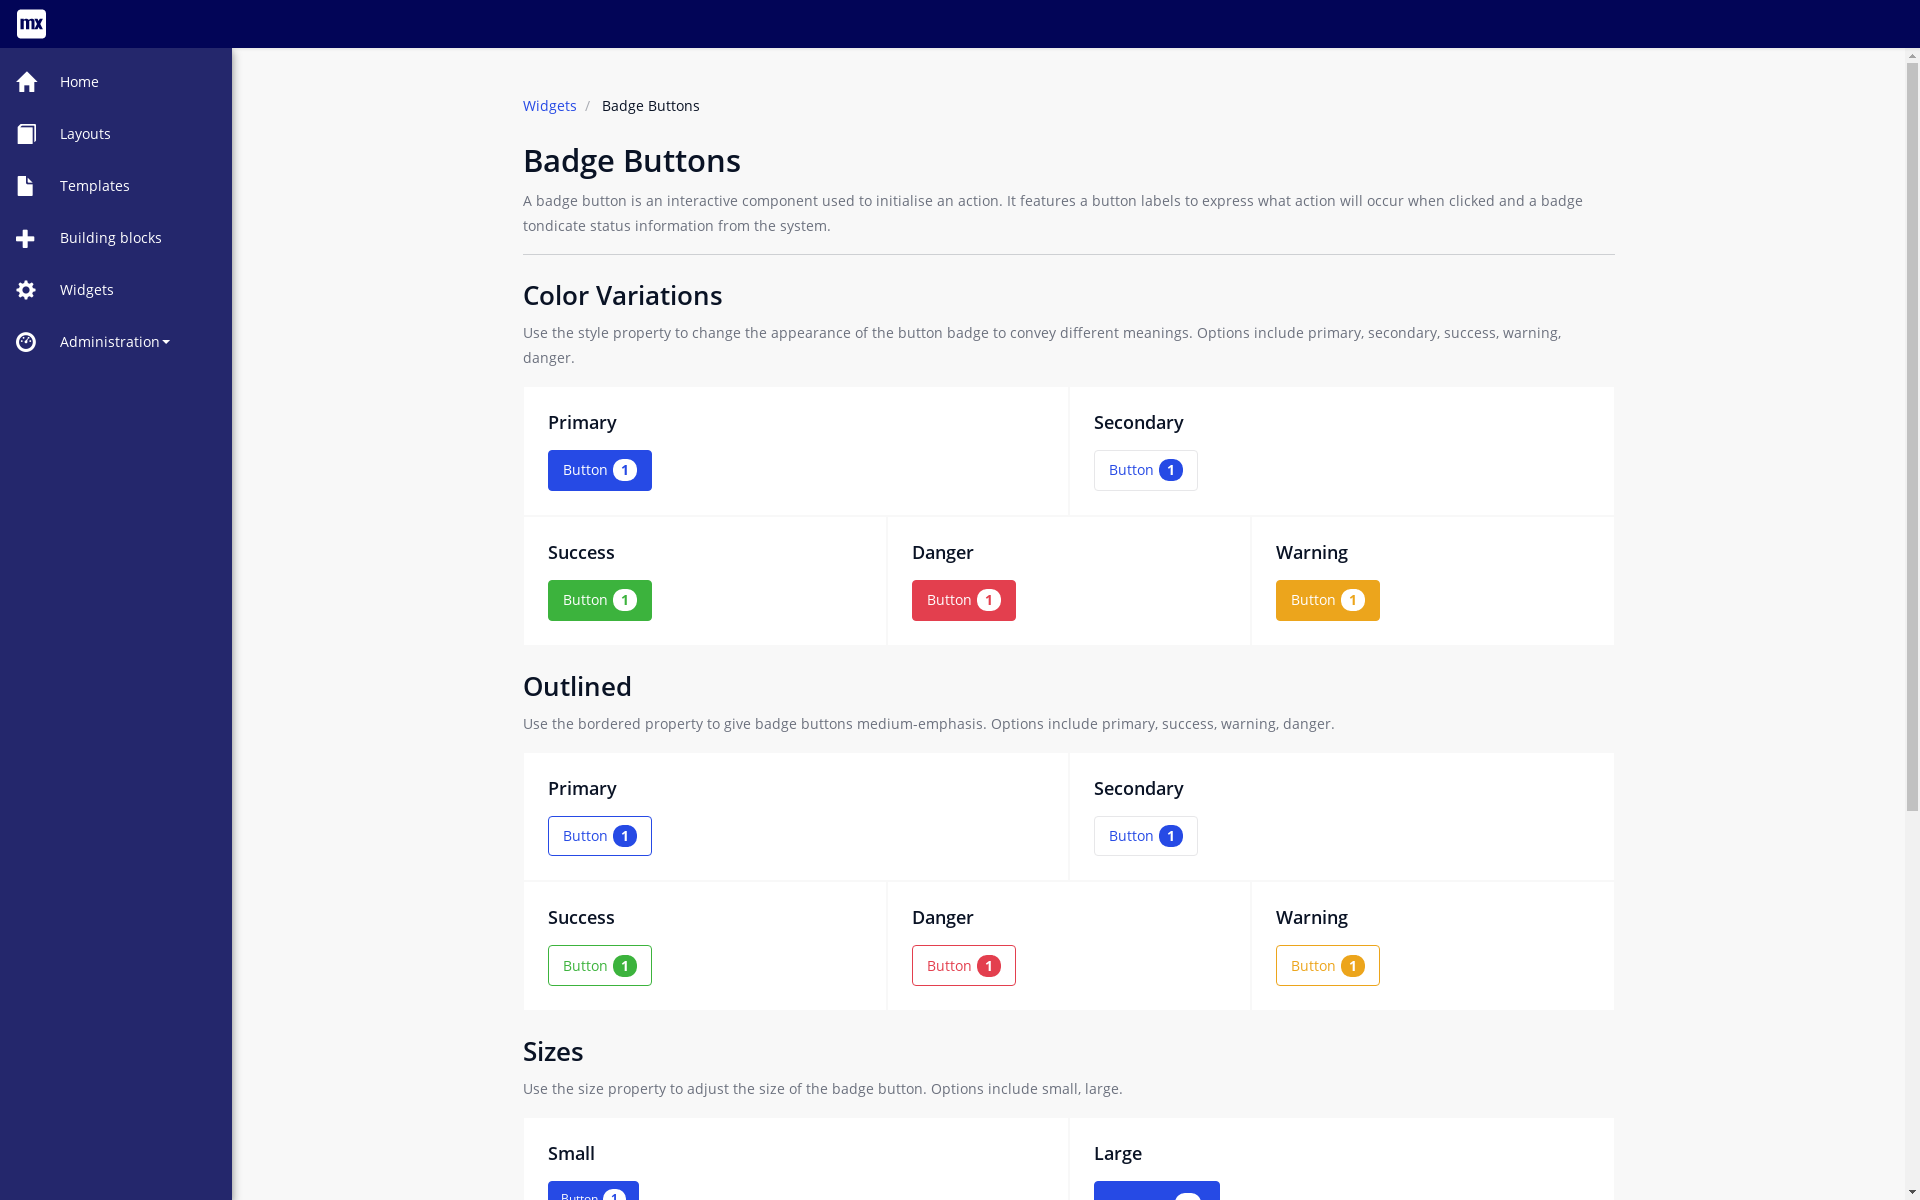 mx
Home
Layouts
Templates
Building blocks
Widgets
Administration
Widgets / Badge Buttons
Badge Buttons
A badge button is an interactive component used to initialise an action. It features a button labels to express what action will occur when clicked and a badge
tondicate status information from the system.
Color Variations
Use the style property to change the appearance of the button badge to convey different meanings. Options include primary, secondary, success, warning,
danger.
Primary
Button 1
Secondary
Button 1
Success
Button 1
Danger
Button 1
Warning
Button 1
Outlined
Use the bordered property to give badge buttons medium-emphasis. Options include primary, success, warning, danger.
Primary
Button 1
Secondary
Button 1
Success
Button 1
Danger
Button 1
Warning
Button 1
Sizes
Use the size property to adjust the size of the badge button. Options include small, large.
Small
Button 1
Large